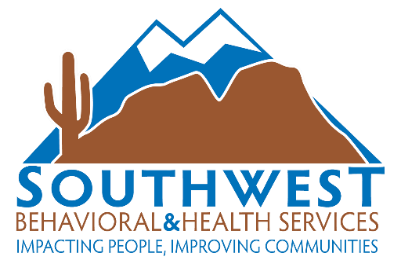 SOUTHWEST
BEHAVIORAL&HEALTH SERVICES
IMPACTING PEOPLE, IMPROVING COMMUNITIES